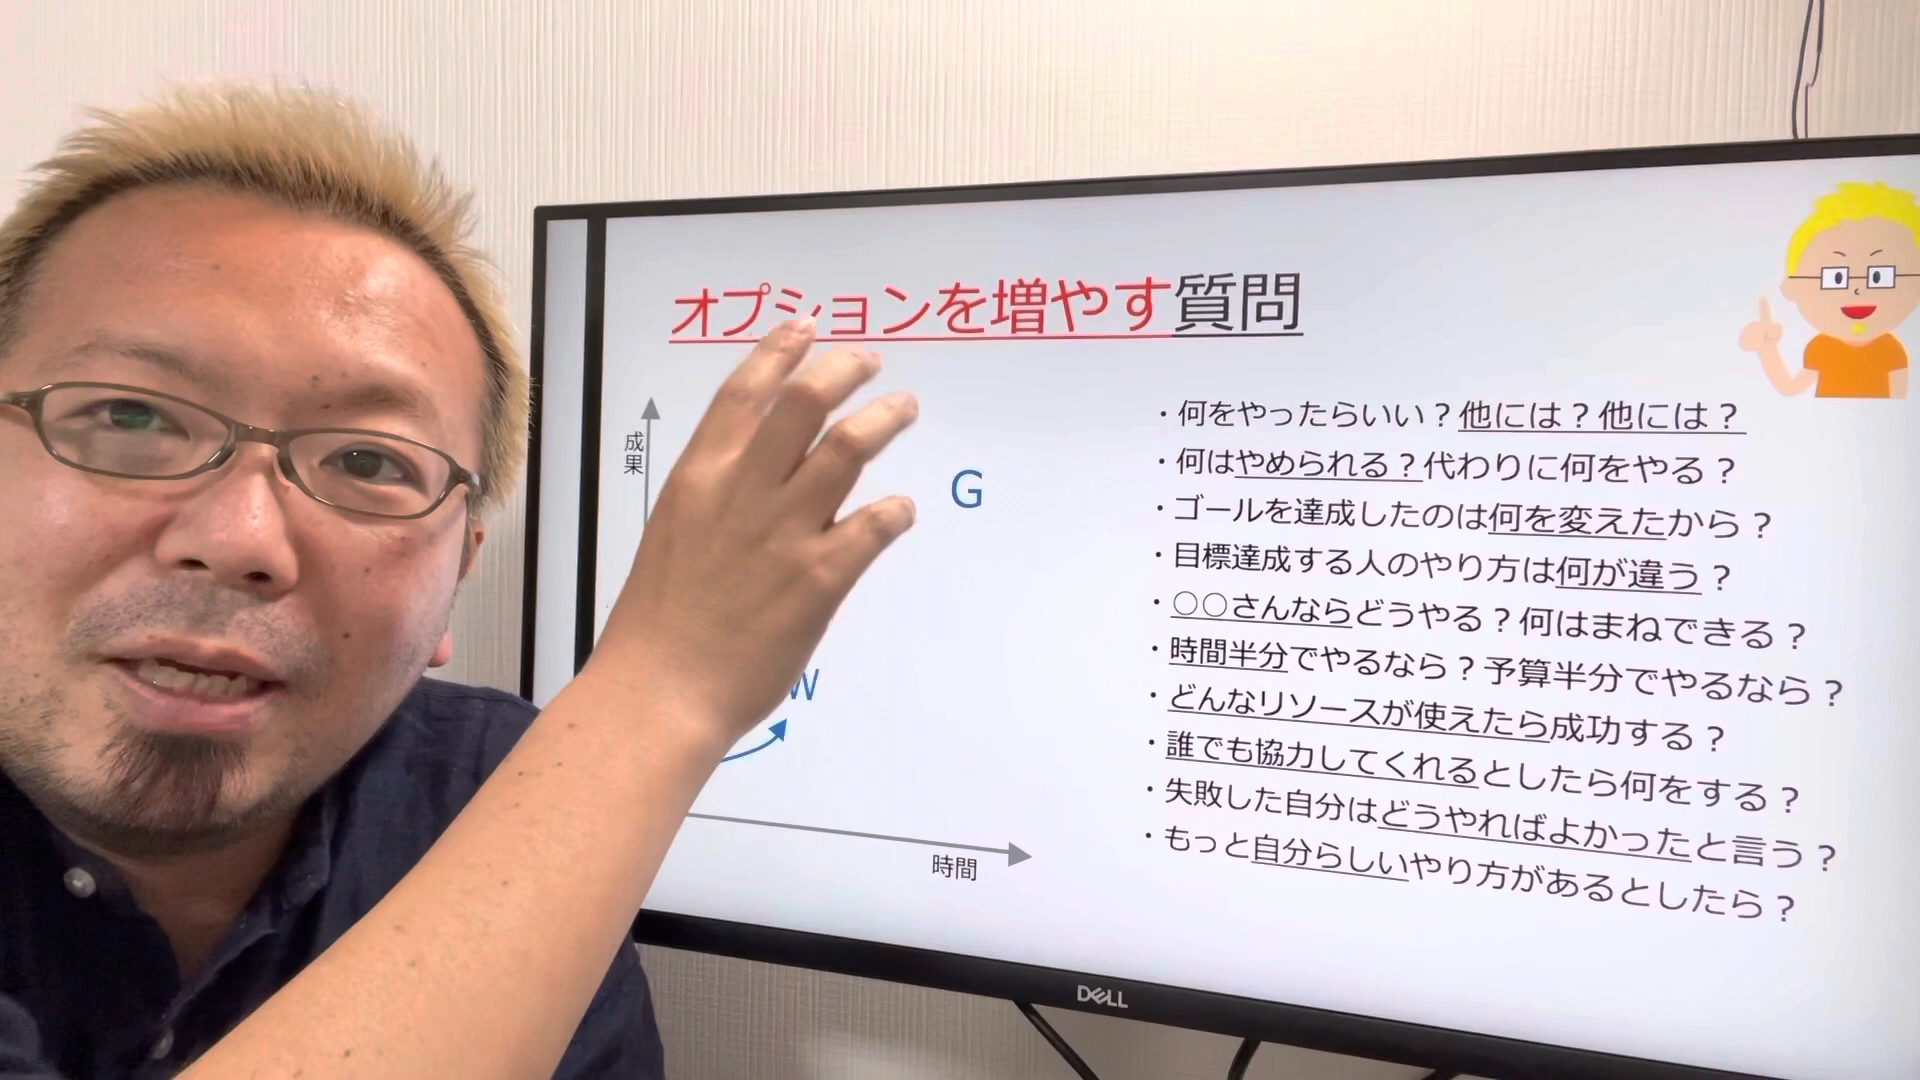 オプションを増やす質問
成果
G
W
時間
・何をやったらいい？他には？他には？
・何はやめられる？代わりに何をやる？
・ゴールを達成したのは何を変えたから？
・目標達成する人のやり方は何が違う？
・○○さんならどうやる？何はまねできる？
・時間半分でやるなら？予算半分でやるなら？
・どんなリソースが使えたら成功する？
・誰でも協力してくれるとしたら何をする？
・失敗した自分はどうやればよかったと言う？
・もっと自分らしいやり方があるとしたら？
DELL